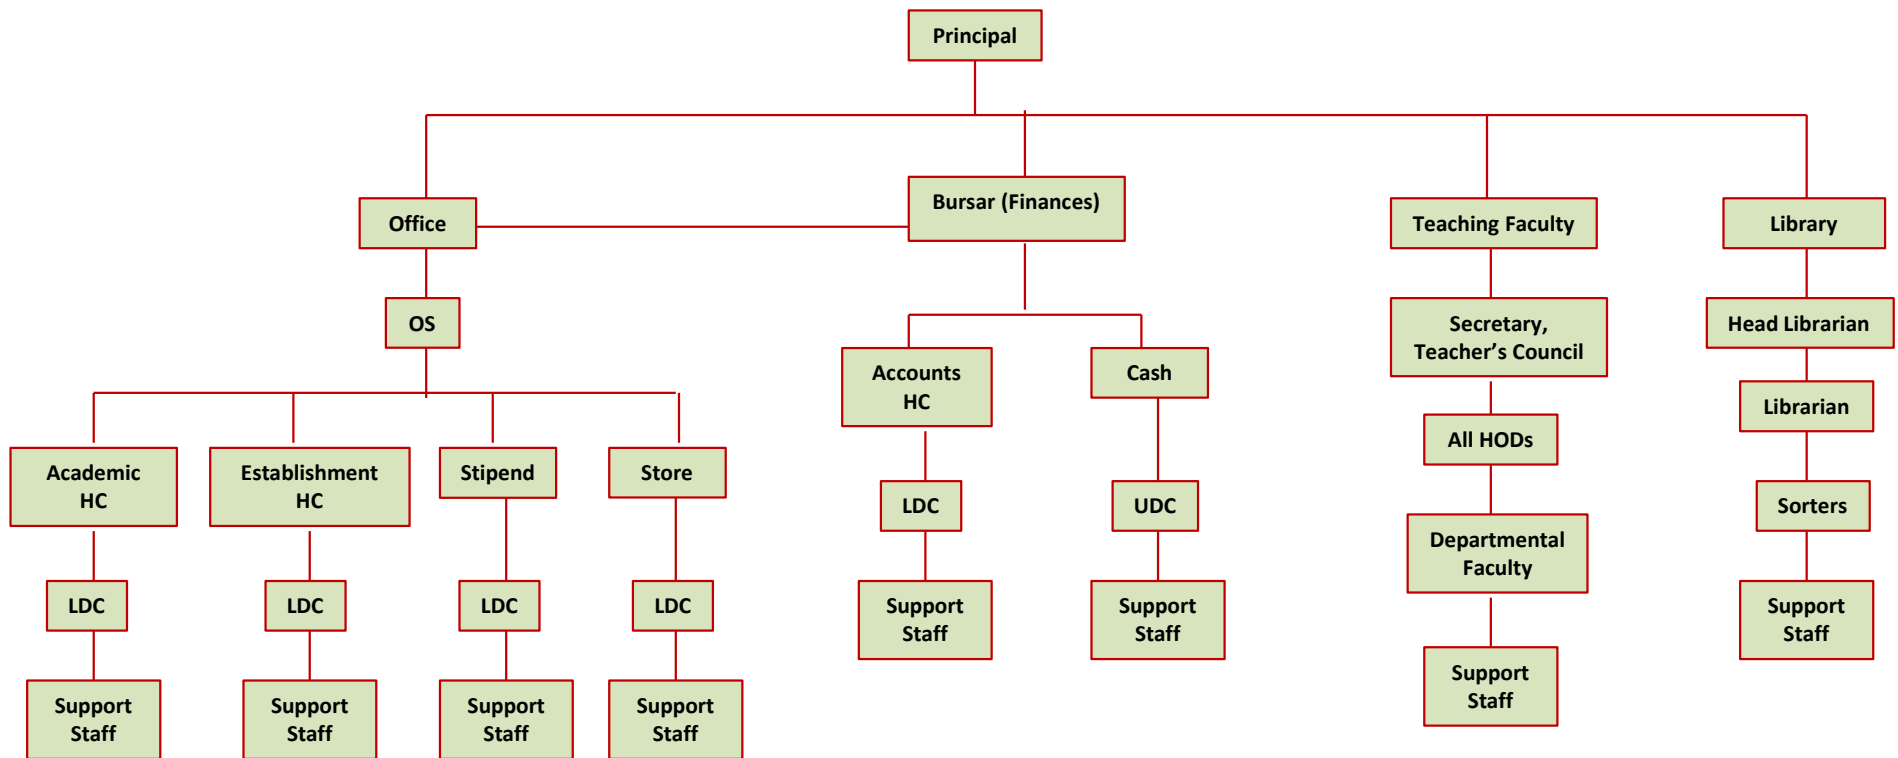 Principal
Office
Bursar (Finances)
Teaching Faculty
Library
OS
Secretary,
Teacher’s Council
Head Librarian
Accounts
HC
Cash
Librarian
All HODs
Academic
HC
Establishment
HC
Stipend
Store
LDC
UDC
Sorters
Departmental
Faculty
LDC
LDC
LDC
LDC
Support
Staff
Support
Staff
Support
Staff
Support
Staff
Support
Staff
Support
Staff
Support
Staff
Support
Staff